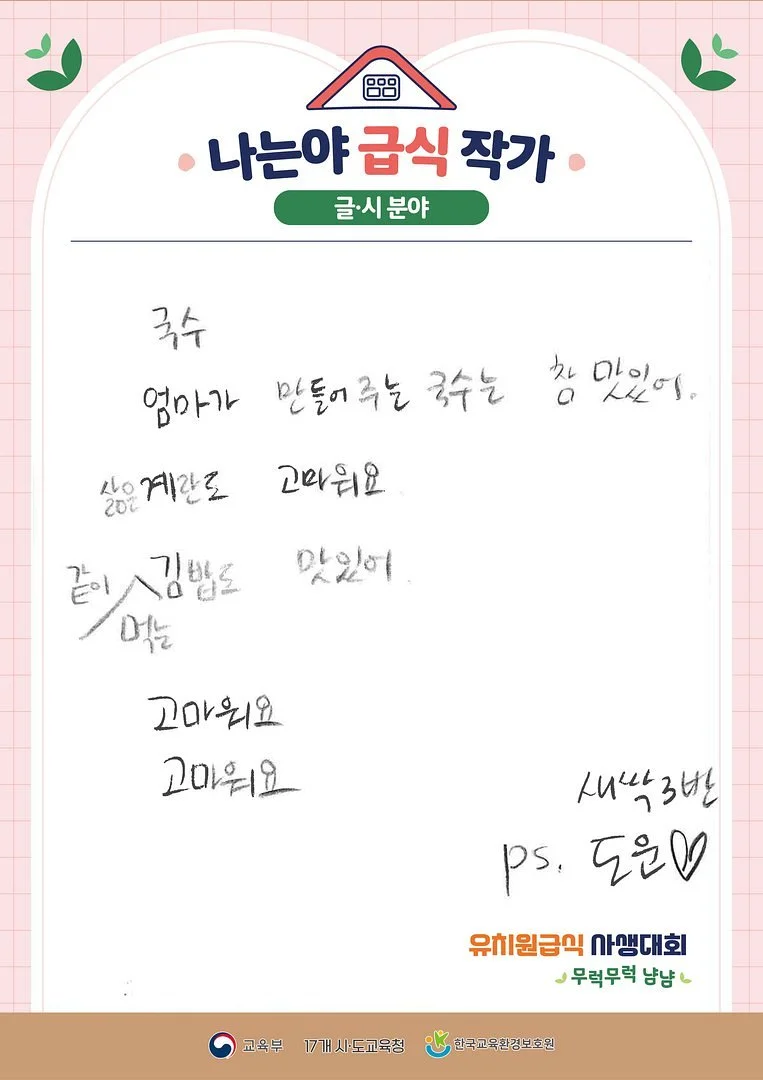 나는야 급식 작가
글·시 분야
국수
엄마가 만들어 주는 국수는 참 맛있어.
삶은 계란도 고마워요.
같이 먹는 김밥도 맛있어.
고마워요
고마워요
새싹3반
ps. 도운♡
유치원급식 사생대회
무럭무럭 냠냠
교육부 17개 시·도교육청 한국교육환경보호원